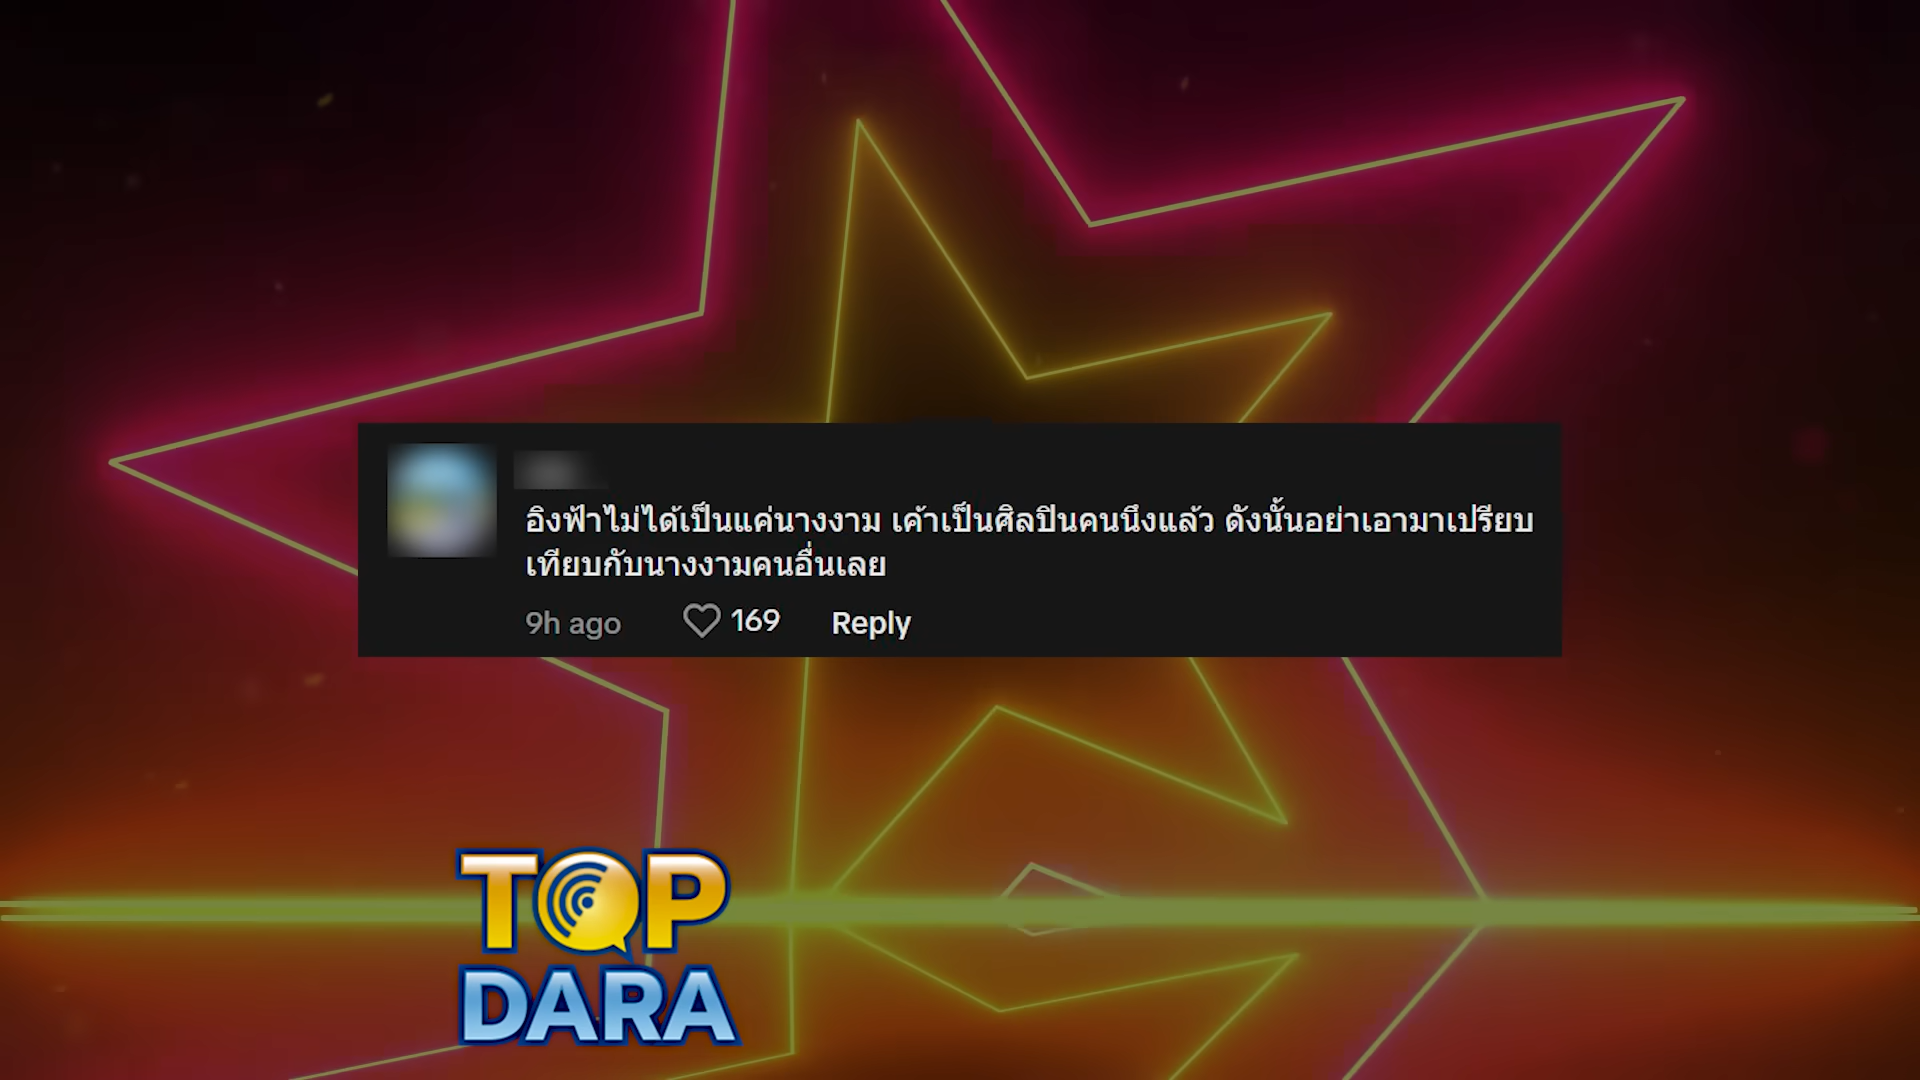 อิงฟ้าไม่ได้เป็นแค่นางงาม เค้าเป็นศิลปินคนนึงแล้ว ดังนั้นอย่าเอามาเปรียบ
เทียบกับนางงามคนอื่นเลย
9h ago 169 Reply
TOP
DARA